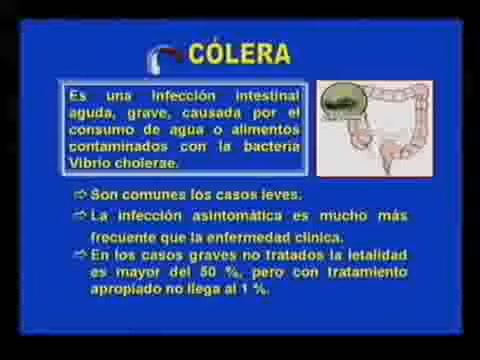 CÓLERA
Es una infección intestinal
aguda, grave, causada por el
consumo de agua o alimentos
contaminados con la bacteria
Vibrio cholerae.
⇨ Son comunes los casos leves.
⇨ La infección asintomática es mucho más
frecuente que la enfermedad clínica.
⇨ En los casos graves no tratados la letalidad
es mayor del 50 %, pero con tratamiento
apropiado no llega al 1 %.